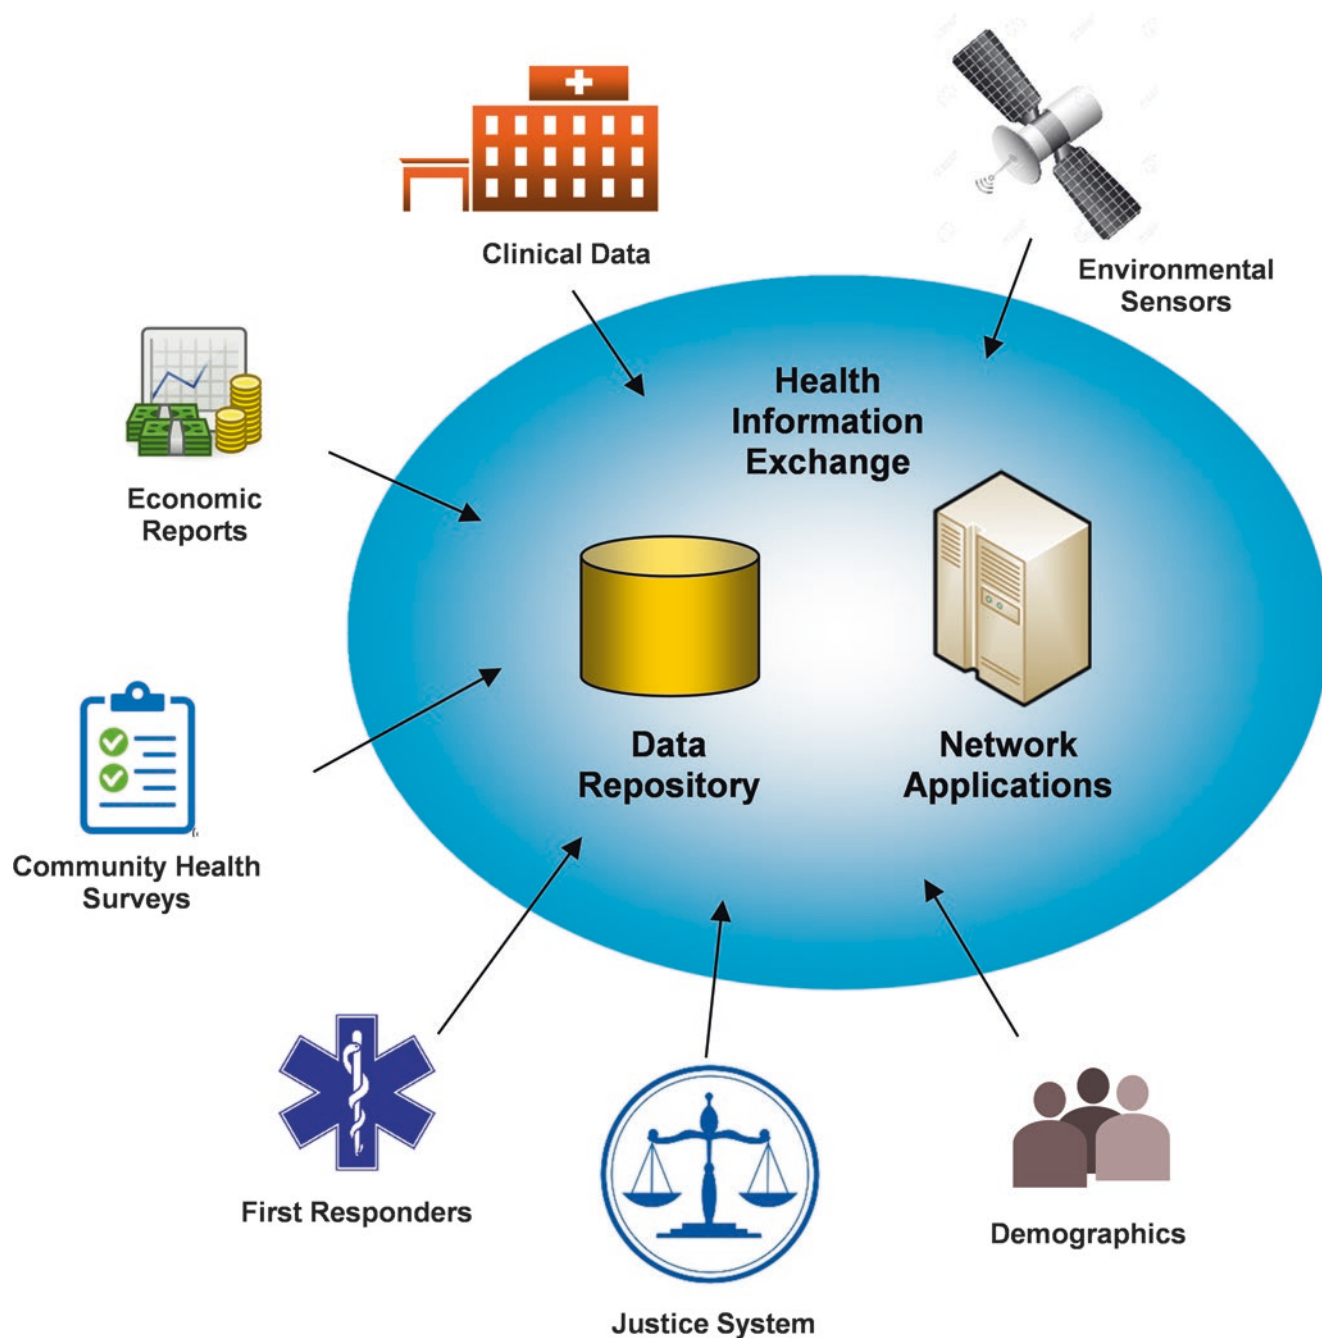 Clinical Data
Environmental
Sensors
Health
Information
Exchange
Economic
Reports
Data
Repository
Network
Applications
Community Health
Surveys
First Responders
Demographics
Justice System